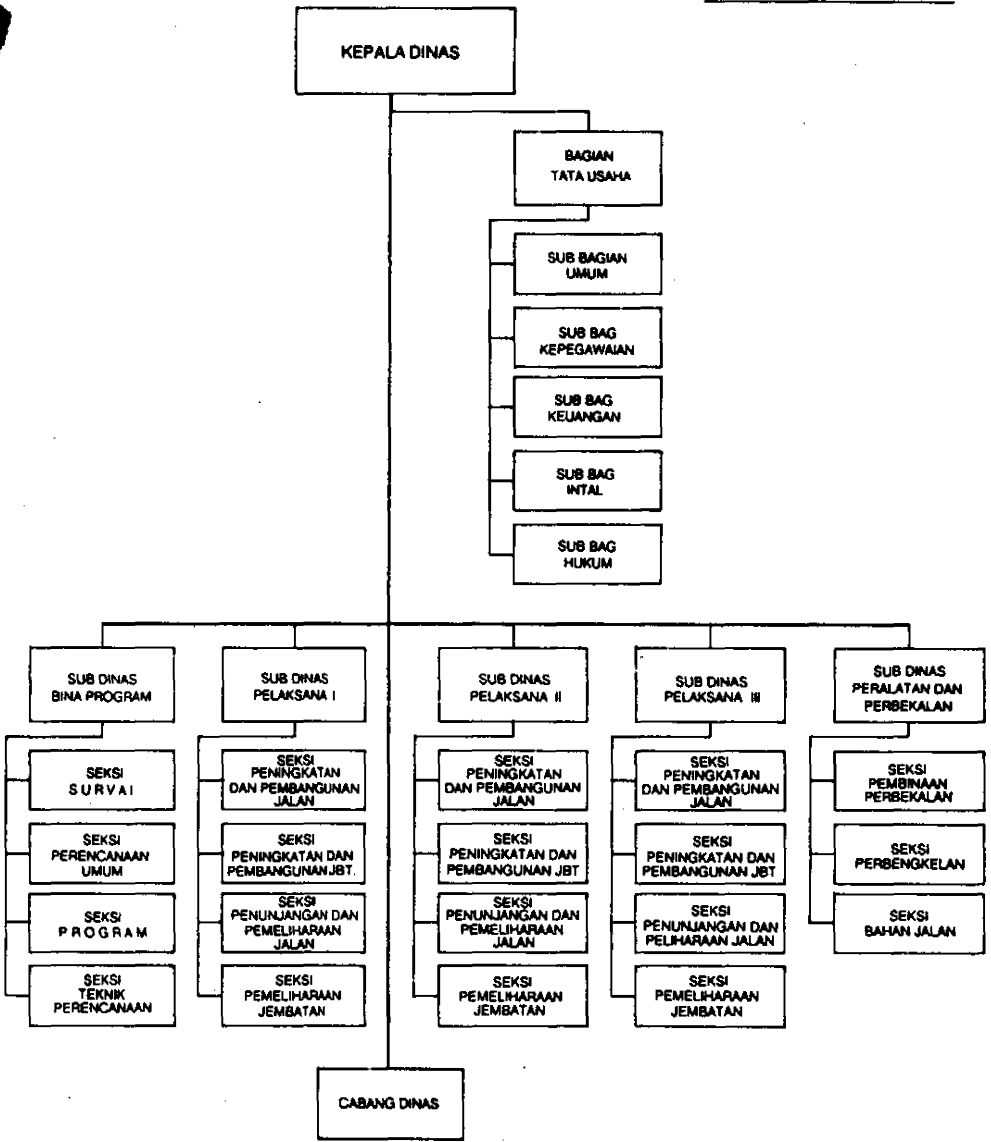 KEPALA DINAS
BAGIAN
TATA USAHA
SUB BAGIAN
UMUM
SUB BAG
KEPEGAWAIAN
SUB BAG
KEUANGAN
SUB BAG
INTAL
SUB BAG
HUKUM
SUB DINAS
BINA PROGRAM
SEKSI
SURVAI
SEKSI
PERENCANAAN
UMUM
SEKSI
PROGRAM
SEKSI
TEKNIK
PERENCANAAN
SUB DINAS
PELAKSANA I
SEKSI
PENINGKATAN
DAN PEMBANGUNAN
JALAN
SEKSI
PENINGKATAN DAN
PEMBANGUNAN JBT.
SEKSI
PENUNJANGAN DAN
PEMELIHARAAN
JALAN
SEKSI
PEMELIHARAAN
JEMBATAN
SUB DINAS
PELAKSANA II
SEKSI
PENINGKATAN
DAN PEMBANGUNAN
JALAN
SEKSI
PENINGKATAN DAN
PEMBANGUNAN JBT
SEKSI
PENUNJANGAN DAN
PEMELIHARAAN
JALAN
SEKSI
PEMELIHARAAN
JEMBATAN
SUB DINAS
PELAKSANA III
SEKSI
PENINGKATAN
DAN PEMBANGUNAN
JALAN
SEKSI
PENINGKATAN DAN
PEMBANGUNAN JBT
SEKSI
PENUNJANGAN DAN
PELIHARAAN JALAN
SEKSI
PEMELIHARAAN
JEMBATAN
SUB DINAS
PERALATAN DAN
PERBEKALAN
SEKSI
PEMBINAAN
PERBEKALAN
SEKSI
PERBENGKELAN
SEKSI
BAHAN JALAN
CABANG DINAS